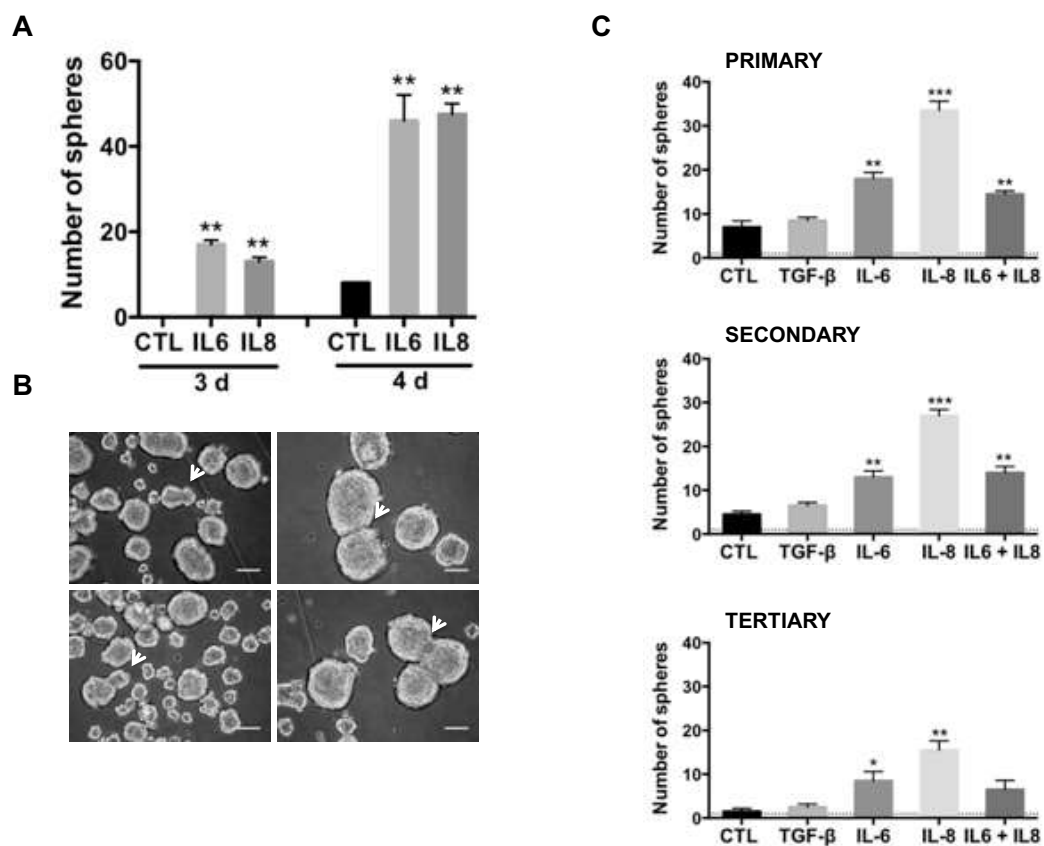 A
Number of spheres
60
40
20
0
** ** ** **
CTL IL6 IL8 CTL IL6 IL8
3 d 4 d
B
C
PRIMARY
Number of spheres
40
30
20
10
0
** *** **
CTL TGF-β IL-6 IL-8 IL6 + IL8
SECONDARY
Number of spheres
40
30
20
10
0
** *** **
CTL TGF-β IL-6 IL-8 IL6 + IL8
TERTIARY
Number of spheres
40
30
20
10
0
* **
CTL TGF-β IL-6 IL-8 IL6 + IL8